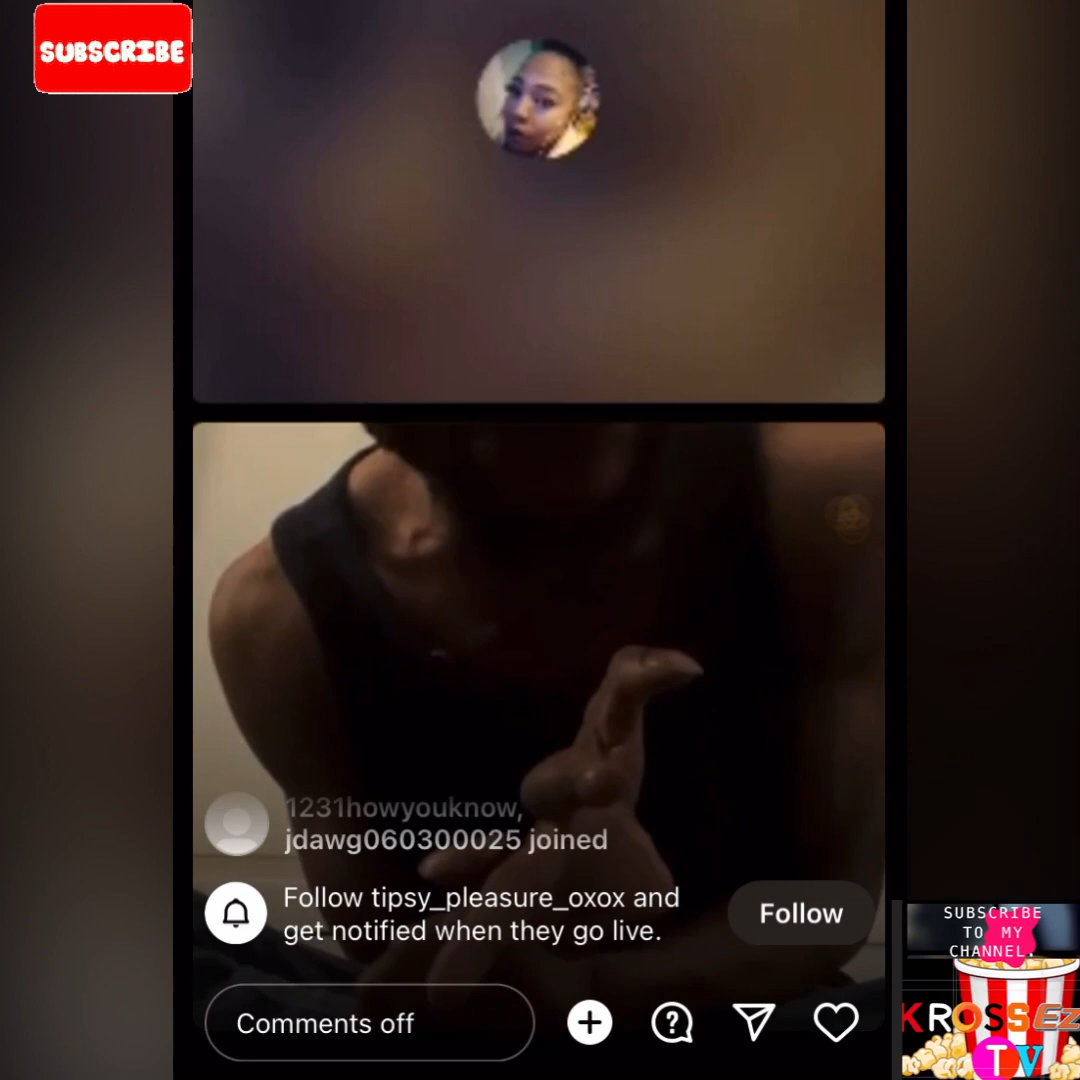 SUBSCRIBE
1231howyouknow,
jdawg060300025 joined
Follow tipsy_pleasure_oxox and
get notified when they go live.
Follow
Comments off
SUBSCRIBE
TO MY
CHANNEL.
KROSSEz
TV